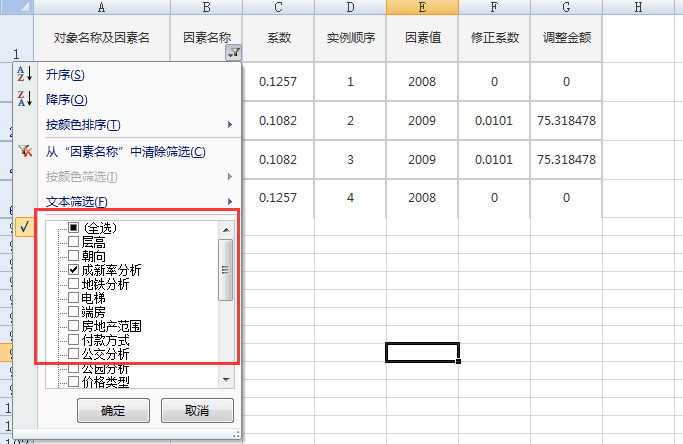 A B C D E F G H
1 对象名称及因素名 因素名称 系数 实例顺序 因素值 修正系数 调整金额
升序(S)
降序(O)
按颜色排序(T)
从“因素名称”中清除筛选(C)
按颜色筛选(I)
文本筛选(F)
(全选)
层高
朝向
成新率分析
地铁分析
电梯
端房
房地产范围
付款方式
公交分析
公园分析
价格类型
确定 取消
0.1257 1 2008 0 0
0.1082 2 2009 0.0101 75.318478
0.1082 3 2009 0.0101 75.318478
0.1257 4 2008 0 0